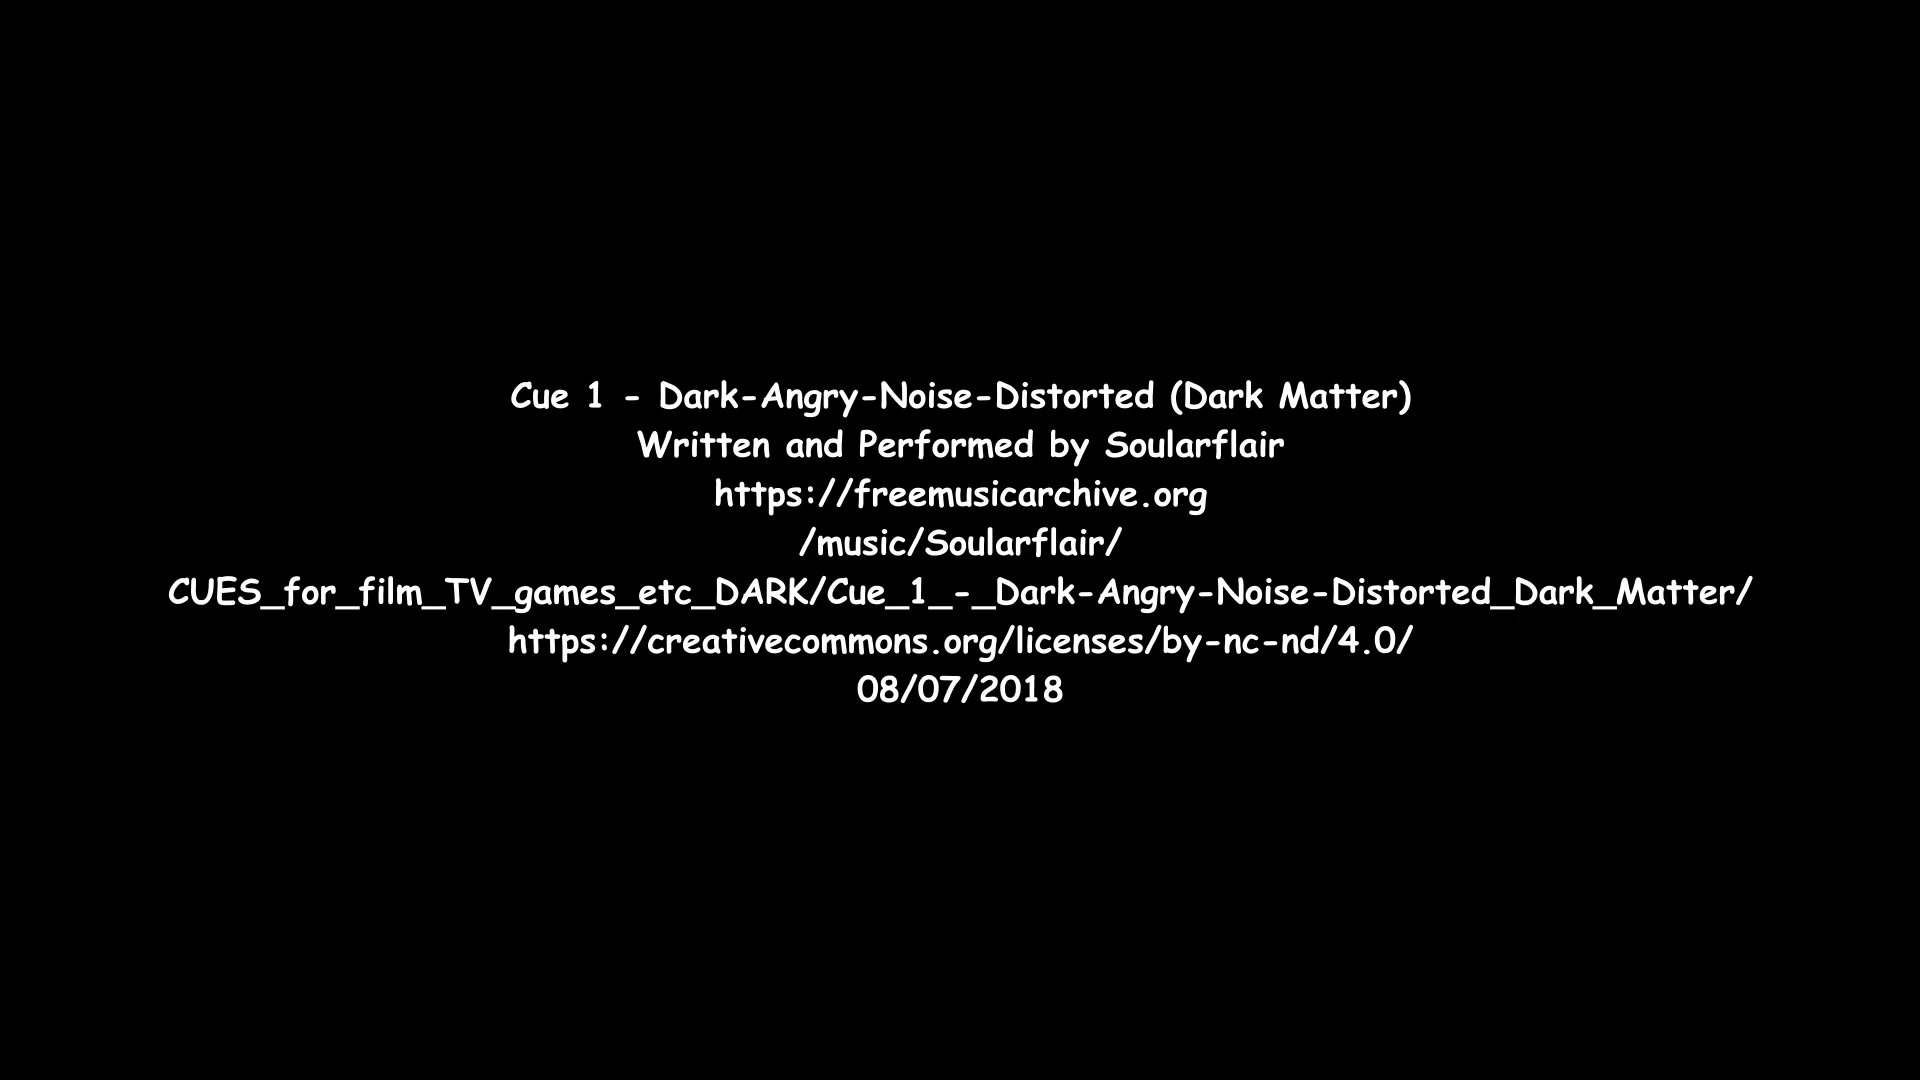 Cue 1 - Dark-Angry-Noise-Distorted (Dark Matter)
Written and Performed by Soularflair
https://freemusicarchive.org
/music/Soularflair/
CUES_for_film_TV_games_etc_DARK/Cue_1_-_Dark-Angry-Noise-Distorted_Dark_Matter/
https://creativecommons.org/licenses/by-nc-nd/4.0/
08/07/2018